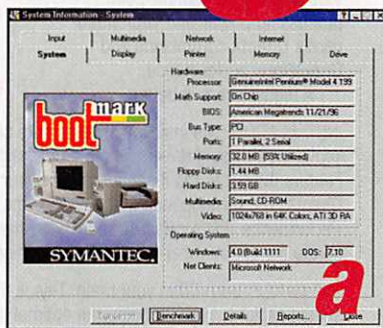 System Information - System
Input Multimedia Network Internet
System Display Printer Memory Drive
Hardware
Processor: GenuineIntel Pentium® Model 4 199
Math Support: On Chip
BIOS: American Megatrends 11/21/96
Bus Type: PCI
Ports: 1 Parallel, 2 Serial
Memory: 32.0 MB (59% Utilized)
Floppy Disks: 1.44 MB
Hard Disks: 3.59 GB
Multimedia: Sound, CD-ROM
Video: 1024x768 in 64K Colors, ATI 3D RA
boot mark
SYMANTEC.
Operating System
Windows: 4.0 (Build 1111) DOS: 7.10
Net Clients: Microsoft Network
Benchmark Details Reports... Close
a